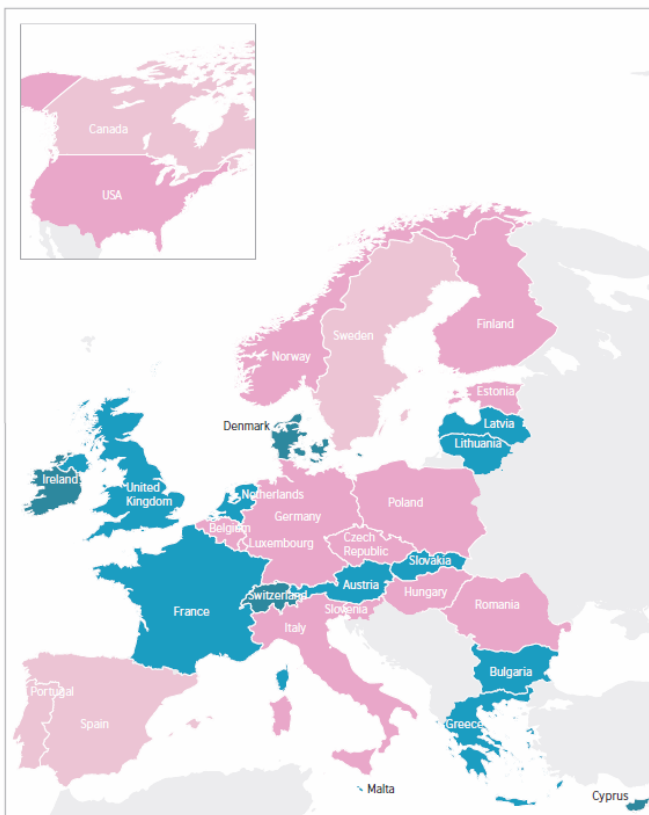 Canada
USA
Sweden
Finland
Norway
Estonia
Denmark
Latvia
Lithuania
Ireland
United
Kingdom
Netherlands
Poland
Germany
Belgium
Czech
Republic
Luxembourg
Slovakia
Austria
Switzerland
Hungary
France
Slovenia
Romania
Italy
Bulgaria
Portugal
Spain
Greece
Malta
Cyprus